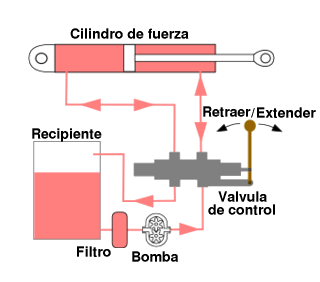 Cilindro de fuerza
Retraer/Extender
Recipiente
Valvula
de control
Filtro
Bomba